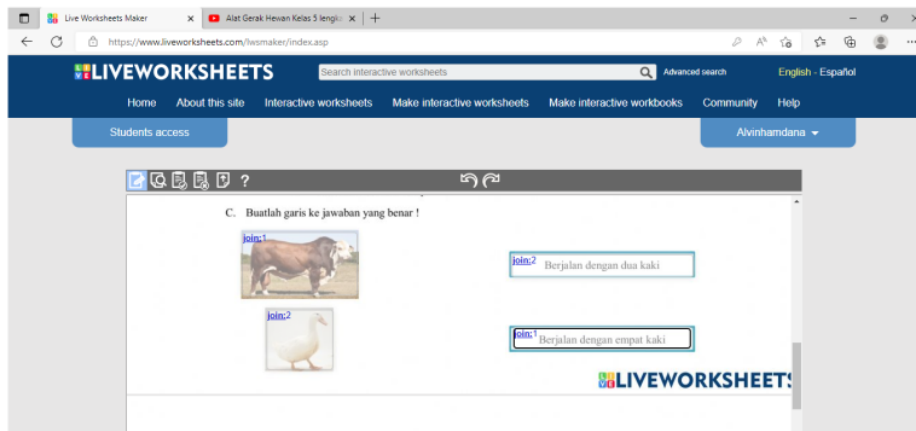 Live Worksheets Maker
Alat Gerak Hewan Kelas 5 lengk
https://www.liveworksheets.com/lwsmaker/index.asp
LIVEWORKSHEETS
Search interactive worksheets
Advanced search
English - Español
Home About this site Interactive worksheets Make interactive worksheets Make interactive workbooks Community Help
Students access
Alvinhamdana
?
C. Buatlah garis ke jawaban yang benar !
join:1
join:2 Berjalan dengan dua kaki
join:2
join:1 Berjalan dengan empat kaki
LIVEWORKSHEETS